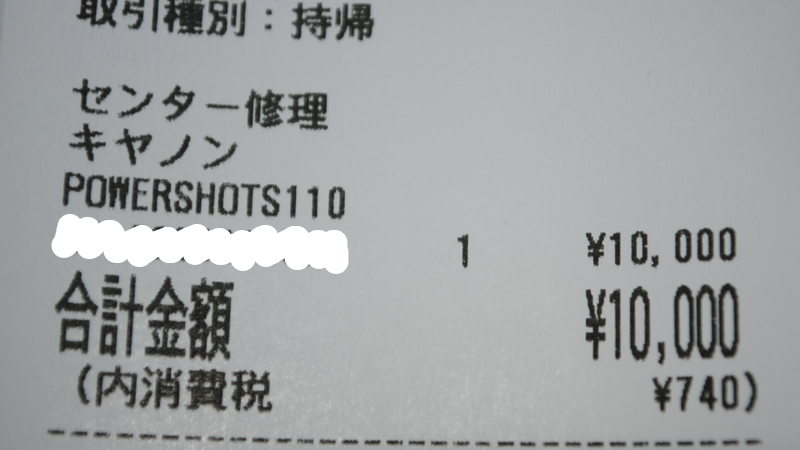 取引種別：持帰
センター修理
キヤノン
POWERSHOTS110
1 ¥10,000
合計金額 ¥10,000
(内消費税 ¥740)